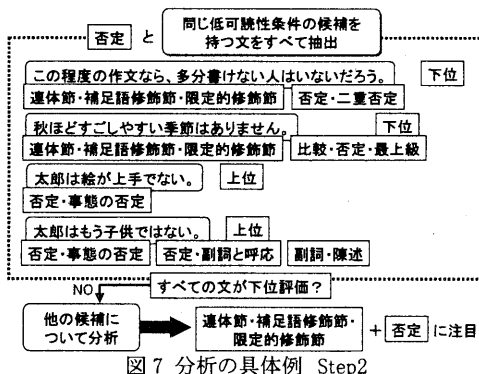 否定 と 同じ低可読性条件の候補を
持つ文をすべて抽出
この程度の作文なら、多分書けない人はいないだろう。 下位
連体節・補足語修飾節・限定的修飾節 否定・二重否定
秋ほどすごしやすい季節はありません。 下位
連体節・補足語修飾節・限定的修飾節 比較・否定・最上級
太郎は絵が上手でない。 上位
否定・事態の否定
太郎はもう子供ではない。 上位
否定・事態の否定 否定・副詞と呼応 副詞・陳述
NO すべての文が下位評価？
他の候補に
ついて分析
連体節・補足語修飾節・
限定的修飾節 + 否定 に注目
図 7 分析の具体例 Step2